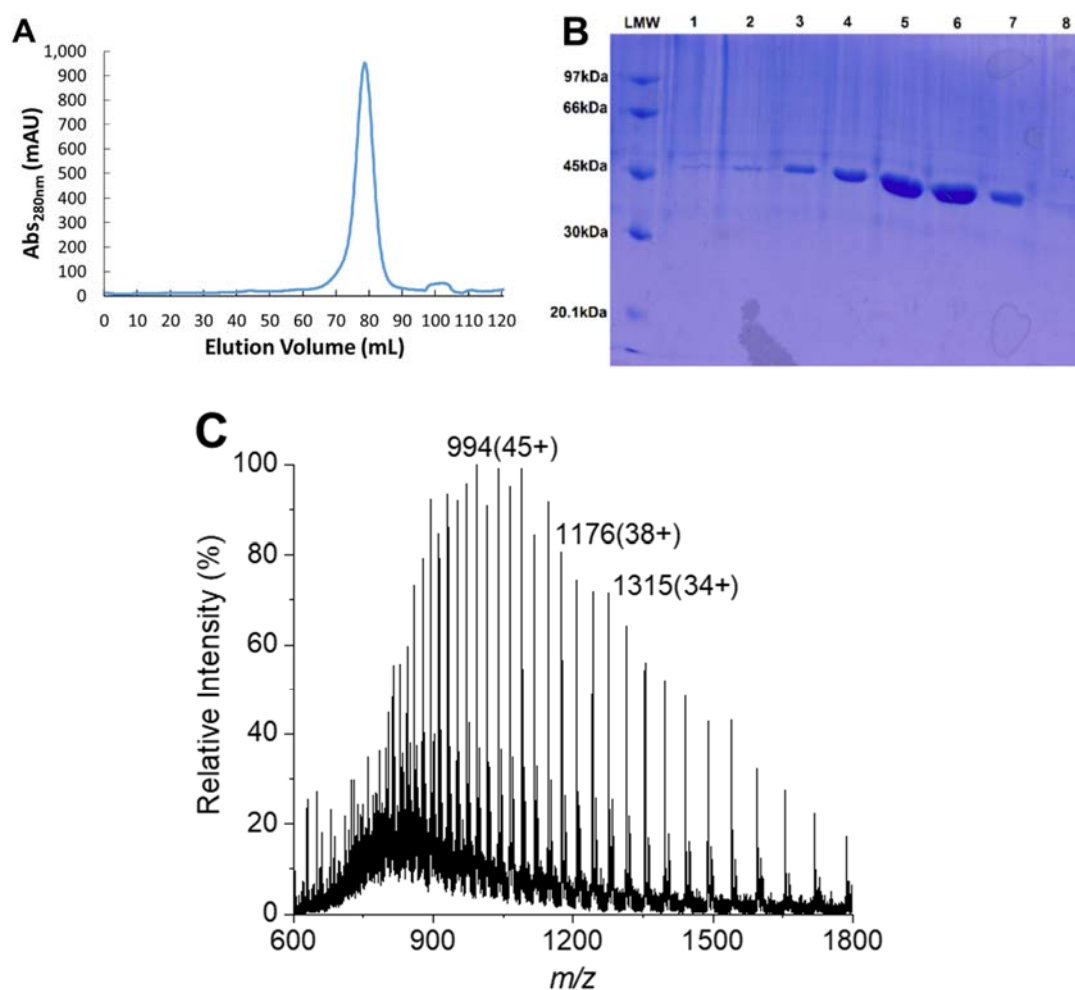 A
1,000
900
800
700
600
500
400
300
200
100
0
Abs280nm (mAU)
0 10 20 30 40 50 60 70 80 90 100 110 120
Elution Volume (mL)
B
LMW 1 2 3 4 5 6 7 8
97kDa
66kDa
45kDa
30kDa
20.1kDa
C
994(45+)
1176(38+)
1315(34+)
100
80
60
40
20
0
Relative Intensity (%)
600 900 1200 1500 1800
m/z